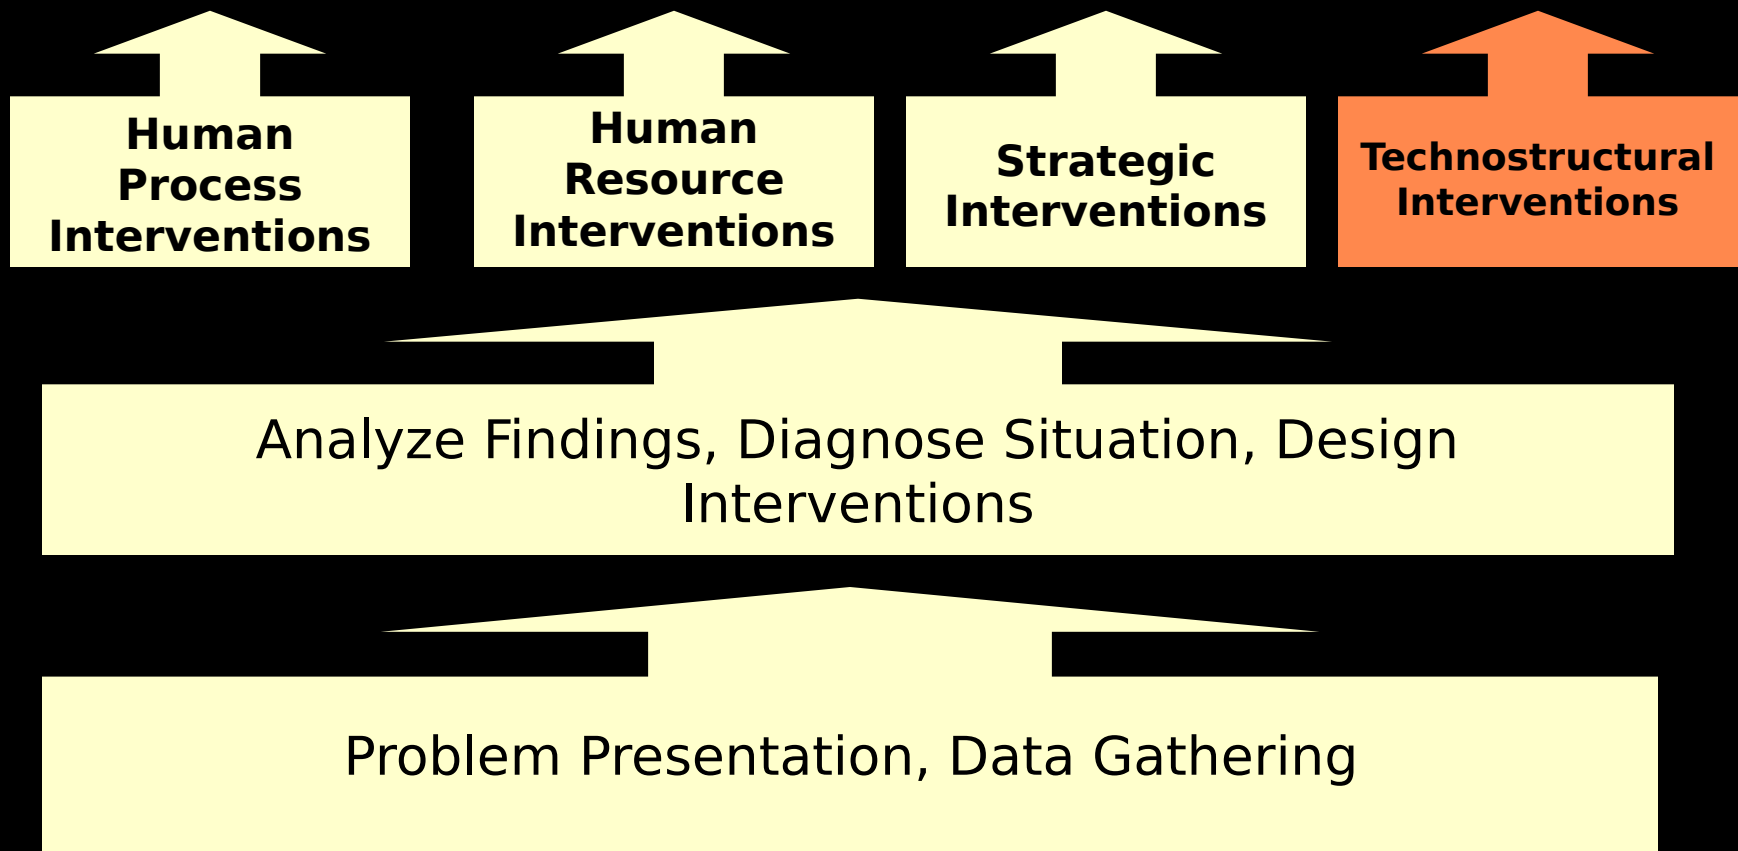 Human
Process
Interventions
Human
Resource
Interventions
Strategic
Interventions
Technostructural
Interventions
Analyze Findings, Diagnose Situation, Design
Interventions
Problem Presentation, Data Gathering